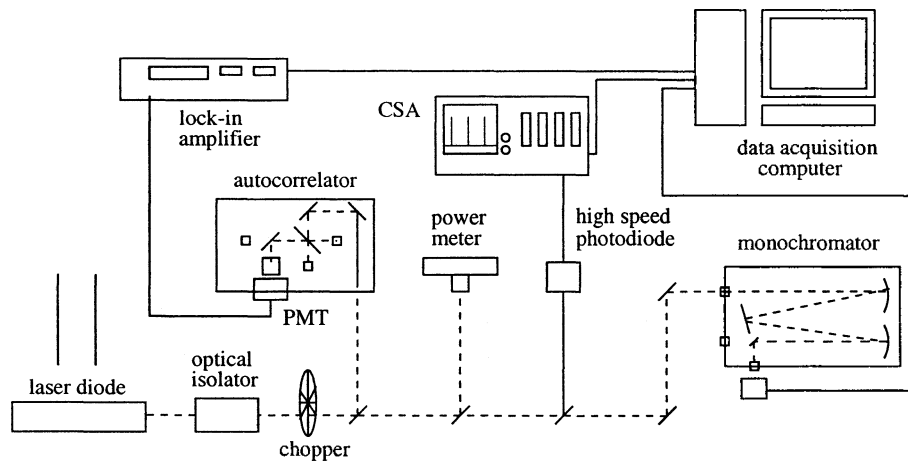 CSA
lock-in
amplifier
data acquisition
computer
autocorrelator
power
meter
high speed
photodiode
monochromator
PMT
optical
isolator
laser diode
chopper